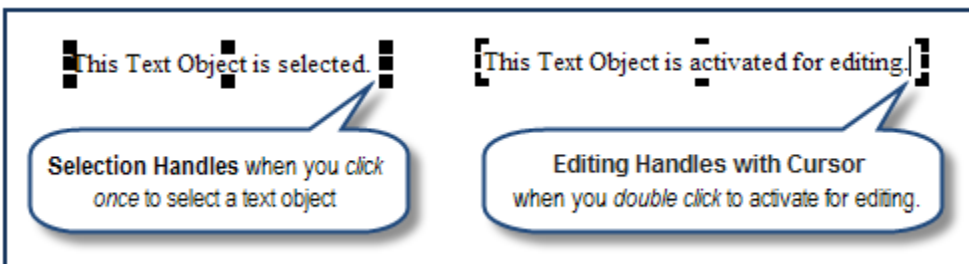 This Text Object is selected.
This Text Object is activated for editing.
Selection Handles when you click
once to select a text object
Editing Handles with Cursor
when you double click to activate for editing.